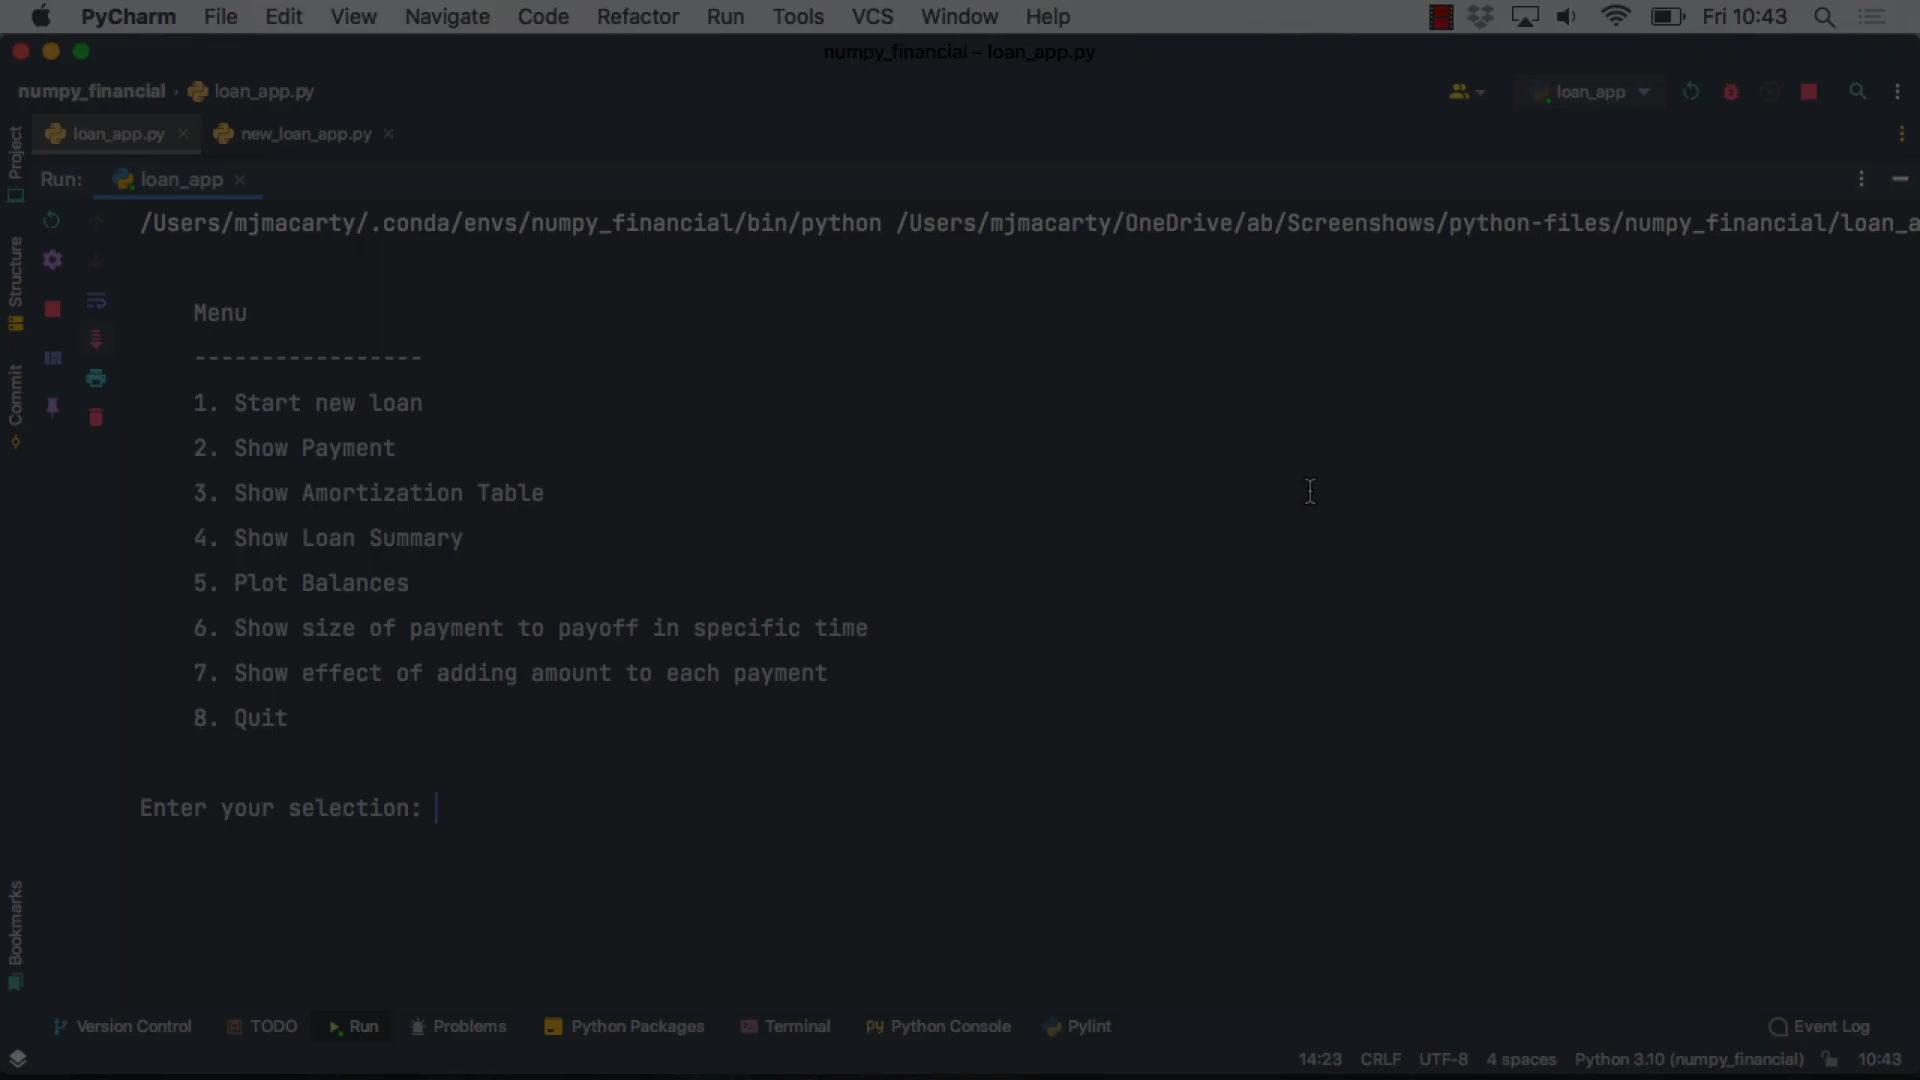 PyCharm File Edit View Navigate Code Refactor Run Tools VCS Window Help Fri 10:43
numpy_financial – loan_app.py
numpy_financial › loan_app.py loan_app
loan_app.py new_loan_app.py
Project
Run: loan_app
/Users/mjmacarty/.conda/envs/numpy_financial/bin/python /Users/mjmacarty/OneDrive/ab/Screenshows/python-files/numpy_financial/loan_a
Structure
Menu
-----------------
Commit
1. Start new loan
2. Show Payment
3. Show Amortization Table
4. Show Loan Summary
5. Plot Balances
6. Show size of payment to payoff in specific time
7. Show effect of adding amount to each payment
8. Quit
Enter your selection:
Bookmarks
Version Control TODO Run Problems Python Packages Terminal Python Console Pylint Event Log
14:23 CRLF UTF-8 4 spaces Python 3.10 (numpy_financial) 10:43